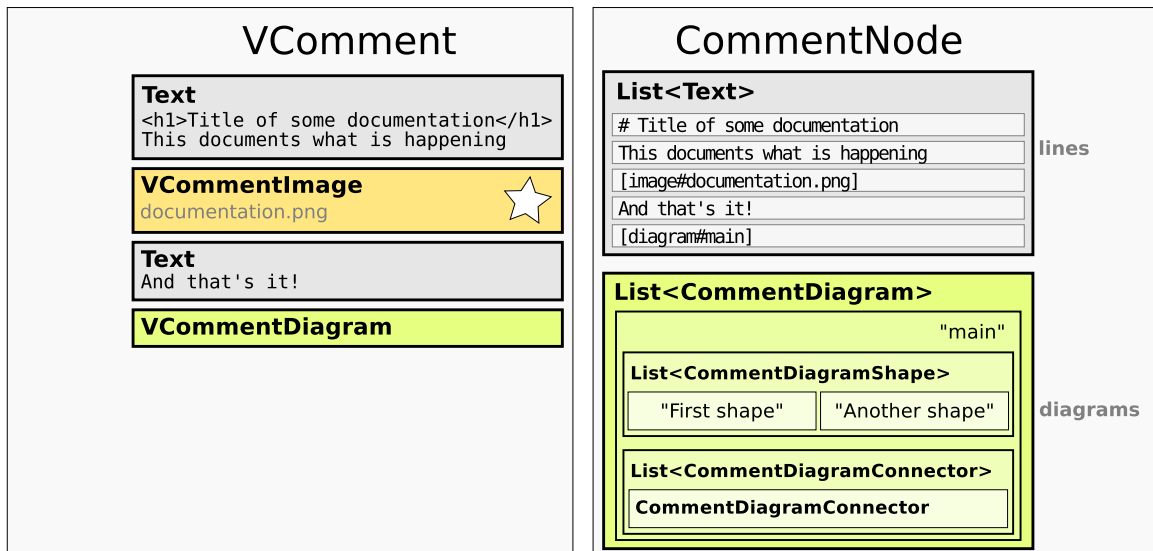 VComment
Text
<h1>Title of some documentation</h1>
This documents what is happening
VCommentImage
documentation.png
Text
And that's it!
VCommentDiagram
CommentNode
List<Text>
# Title of some documentation
This documents what is happening
[image#documentation.png]
And that's it!
[diagram#main]
lines
List<CommentDiagram>
"main"
List<CommentDiagramShape>
"First shape" "Another shape"
List<CommentDiagramConnector>
CommentDiagramConnector
diagrams